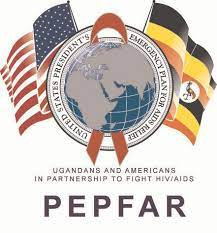 UNITED STATES PRESIDENT'S
EMERGENCY PLAN FOR AIDS RELIEF
UGANDANS AND AMERICANS
IN PARTNERSHIP TO FIGHT HIV/AIDS
PEPFAR